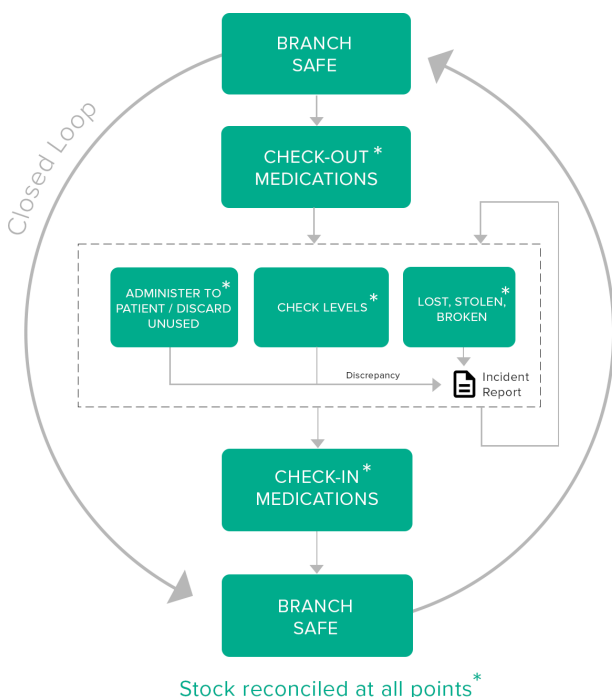 BRANCH
SAFE
Closed Loop
CHECK-OUT *
MEDICATIONS
ADMINISTER TO *
PATIENT / DISCARD
UNUSED
CHECK LEVELS *
LOST, STOLEN, *
BROKEN
Discrepancy
Incident
Report
CHECK-IN *
MEDICATIONS
BRANCH
SAFE
Stock reconciled at all points *